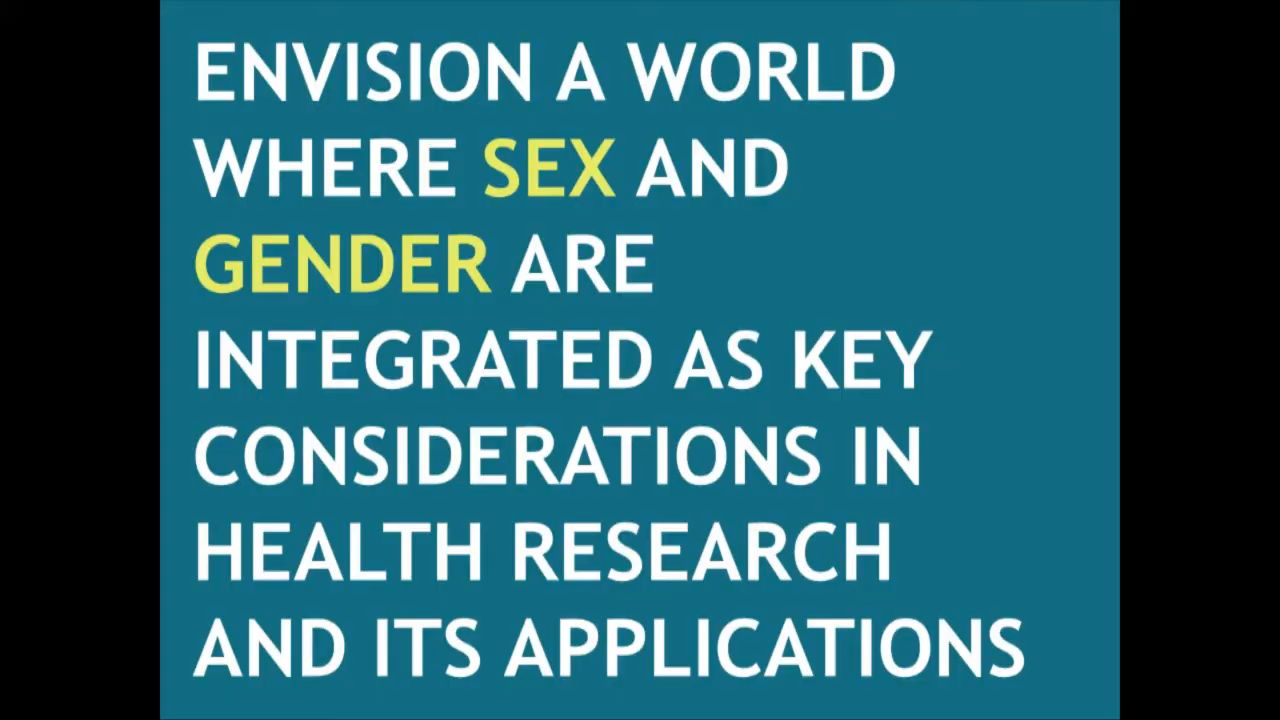 ENVISION A WORLD
WHERE SEX AND
GENDER ARE
INTEGRATED AS KEY
CONSIDERATIONS IN
HEALTH RESEARCH
AND ITS APPLICATIONS